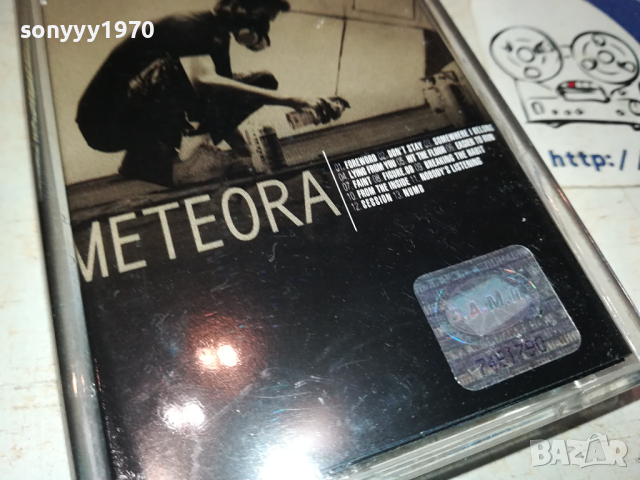 sonyyy1970
METEORA
01. FOREWORD 02. DON'T STAY 03. SOMEWHERE I BELONG
04. LYING FROM YOU 05. HIT THE FLOOR 06. EASIER TO RUN
07. FAINT 08. FIGURE.09 09. BREAKING THE HABIT
10. FROM THE INSIDE 11. NOBODY'S LISTENING
12. SESSION 13. NUMB
http:/
7451790
BAZAR